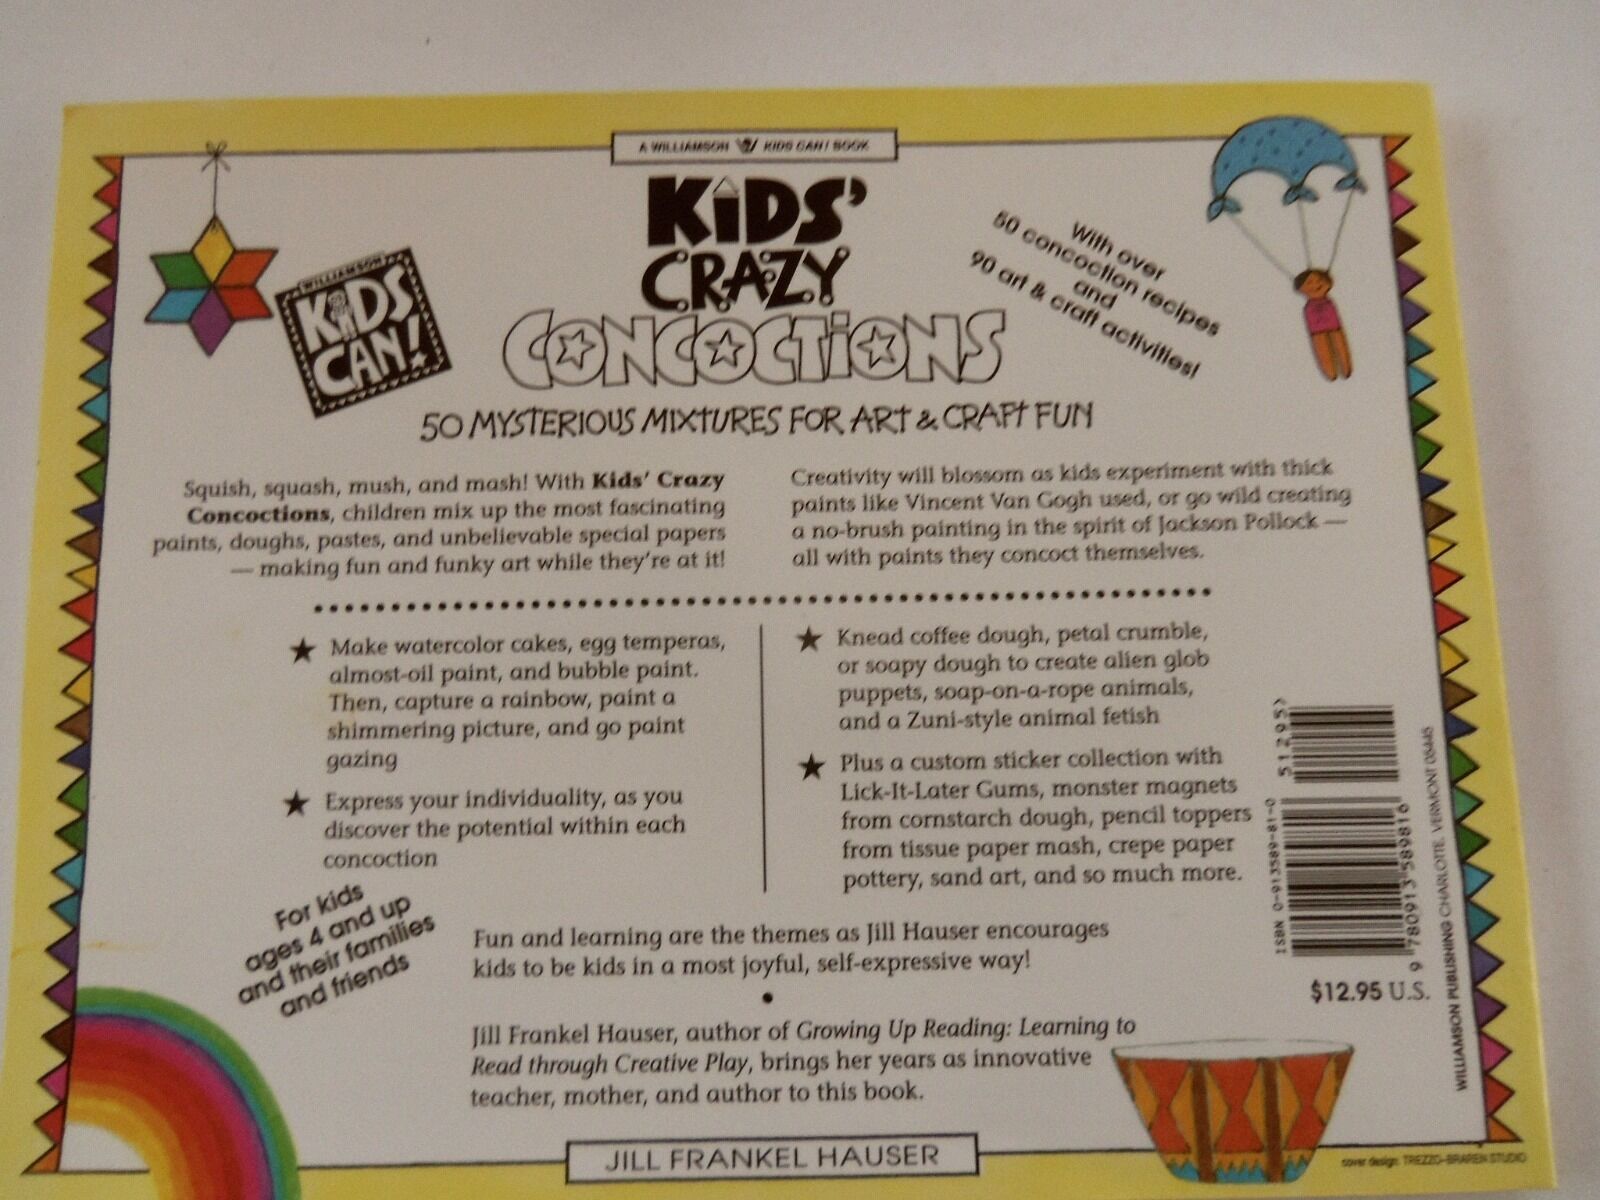 A WILLIAMSON KIDS CAN! BOOK
KiDS'
CRAZY
CONCOCTiONS
WILLIAMSON
KiDS
CAN!
With over
50 concoction recipes
and
90 art & craft activities!
50 MYSTERIOUS MIXTURES FOR ART & CRAFT FUN
Squish, squash, mush, and mash! With Kids' Crazy
Concoctions, children mix up the most fascinating
paints, doughs, pastes, and unbelievable special papers
— making fun and funky art while they're at it!
Creativity will blossom as kids experiment with thick
paints like Vincent Van Gogh used, or go wild creating
a no-brush painting in the spirit of Jackson Pollock —
all with paints they concoct themselves.
★ Make watercolor cakes, egg temperas,
almost-oil paint, and bubble paint.
Then, capture a rainbow, paint a
shimmering picture, and go paint
gazing
★ Express your individuality, as you
discover the potential within each
concoction
★ Knead coffee dough, petal crumble,
or soapy dough to create alien glob
puppets, soap-on-a-rope animals,
and a Zuni-style animal fetish
★ Plus a custom sticker collection with
Lick-It-Later Gums, monster magnets
from cornstarch dough, pencil toppers
from tissue paper mash, crepe paper
pottery, sand art, and so much more.
For kids
ages 4 and up
and their families
and friends
Fun and learning are the themes as Jill Hauser encourages
kids to be kids in a most joyful, self-expressive way!
•
Jill Frankel Hauser, author of Growing Up Reading: Learning to
Read through Creative Play, brings her years as innovative
teacher, mother, and author to this book.
51295>
ISBN 0-913589-81-0
9 780913 589816
$12.95 U.S.
WILLIAMSON PUBLISHING CHARLOTTE, VERMONT 05445
JILL FRANKEL HAUSER
cover design: TREZZO-BRAREN STUDIO